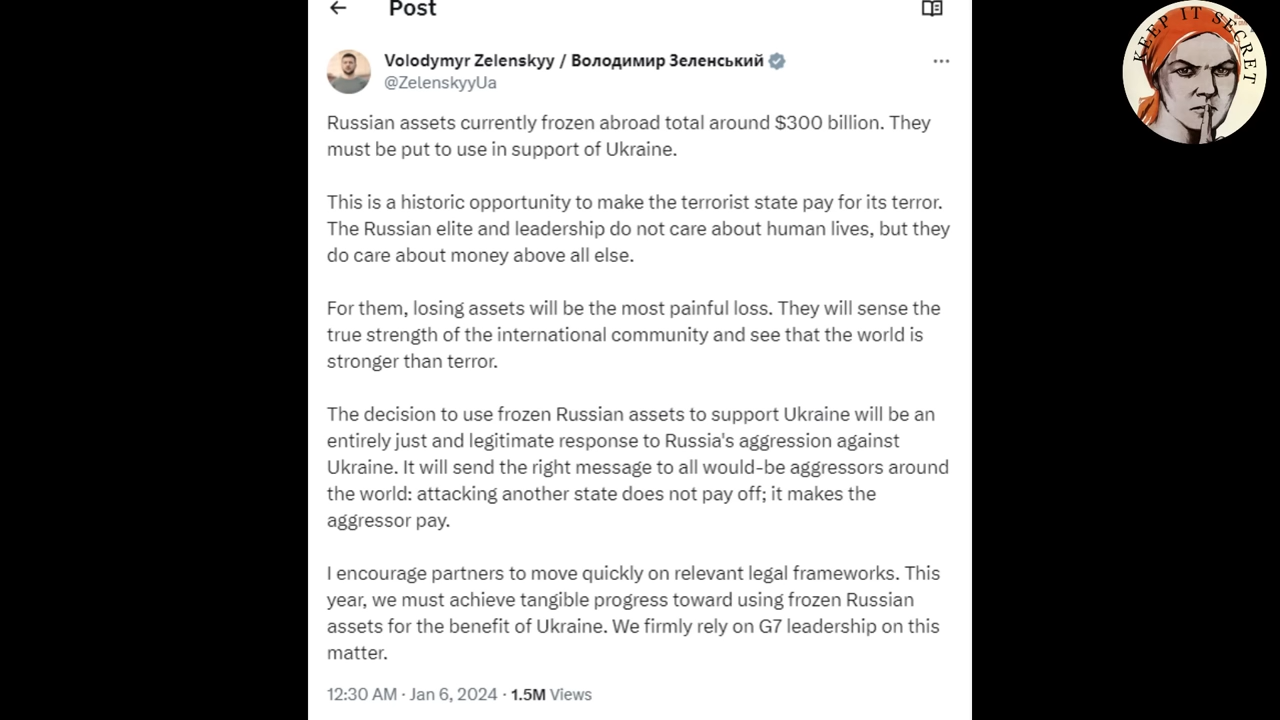 Post
Volodymyr Zelenskyy / Володимир Зеленський
@ZelenskyyUa
Russian assets currently frozen abroad total around $300 billion. They
must be put to use in support of Ukraine.
This is a historic opportunity to make the terrorist state pay for its terror.
The Russian elite and leadership do not care about human lives, but they
do care about money above all else.
For them, losing assets will be the most painful loss. They will sense the
true strength of the international community and see that the world is
stronger than terror.
The decision to use frozen Russian assets to support Ukraine will be an
entirely just and legitimate response to Russia's aggression against
Ukraine. It will send the right message to all would-be aggressors around
the world: attacking another state does not pay off; it makes the
aggressor pay.
I encourage partners to move quickly on relevant legal frameworks. This
year, we must achieve tangible progress toward using frozen Russian
assets for the benefit of Ukraine. We firmly rely on G7 leadership on this
matter.
12:30 AM · Jan 6, 2024 · 1.5M Views
KEEP IT SECRET